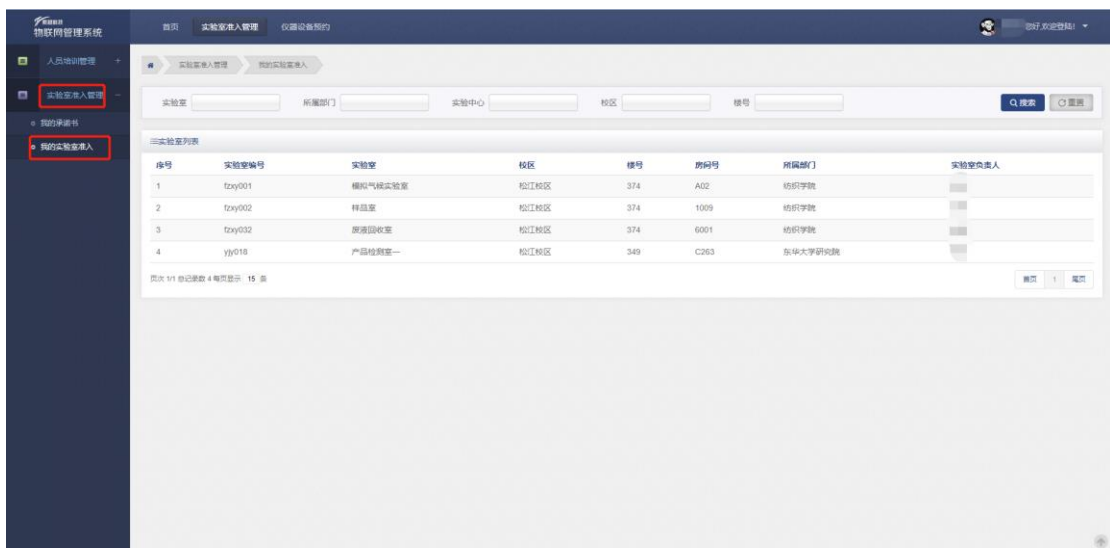 物联网管理系统
首页 实验室准入管理 仪器设备预约
您好,欢迎登陆!
人员培训管理 +
实验室准入管理 −
我的承诺书
我的实验室准入
实验室准入管理 我的实验室准入
实验室 所属部门 实验中心 校区 楼号 搜索 重置
实验室列表
序号 实验室编号 实验室 校区 楼号 房间号 所属部门 实验室负责人
1 fzxy001 模拟气候实验室 松江校区 374 A02 纺织学院
2 fzxy002 样品室 松江校区 374 1009 纺织学院
3 fzxy032 废液回收室 松江校区 374 6001 纺织学院
4 yjy018 产品检测室一 松江校区 349 C263 东华大学研究院
页次 1/1 总记录数 4 每页显示 15 条
首页 1 尾页